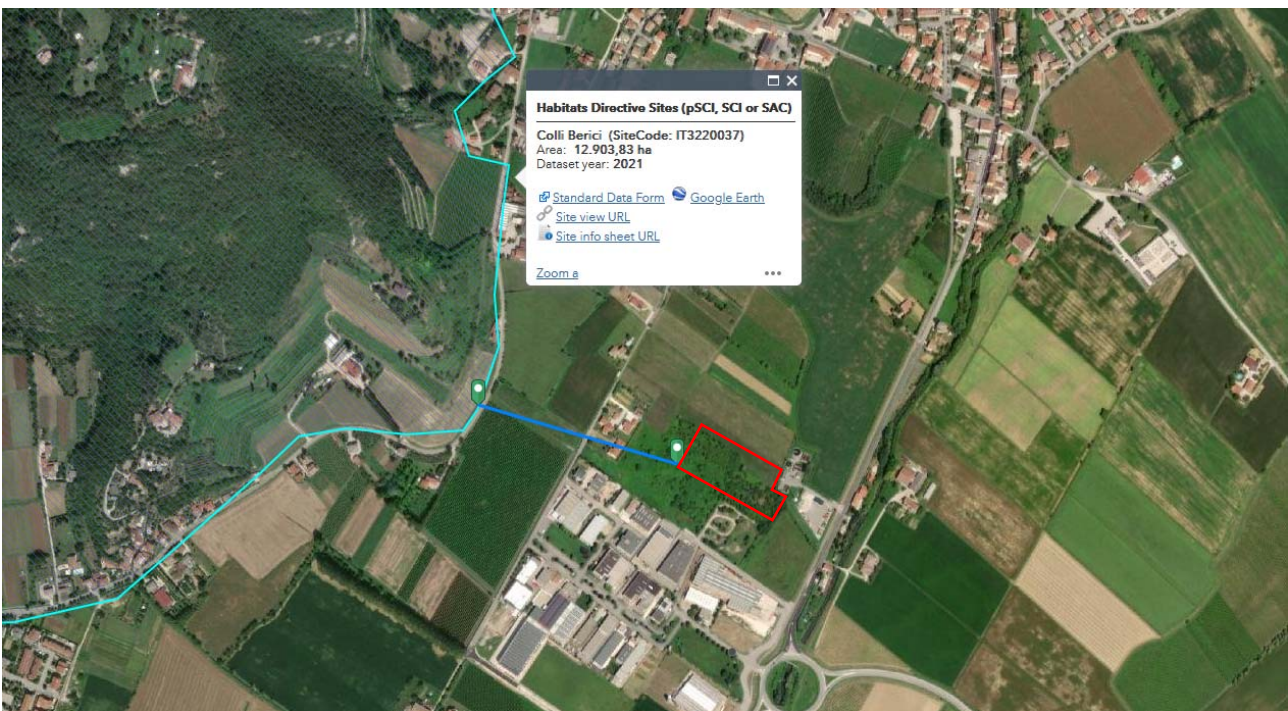 Habitats Directive Sites (pSCI, SCI or SAC)
Colli Berici (SiteCode: IT3220037)
Area: 12.903,83 ha
Dataset year: 2021
Standard Data Form Google Earth
Site view URL
Site info sheet URL
Zoom a